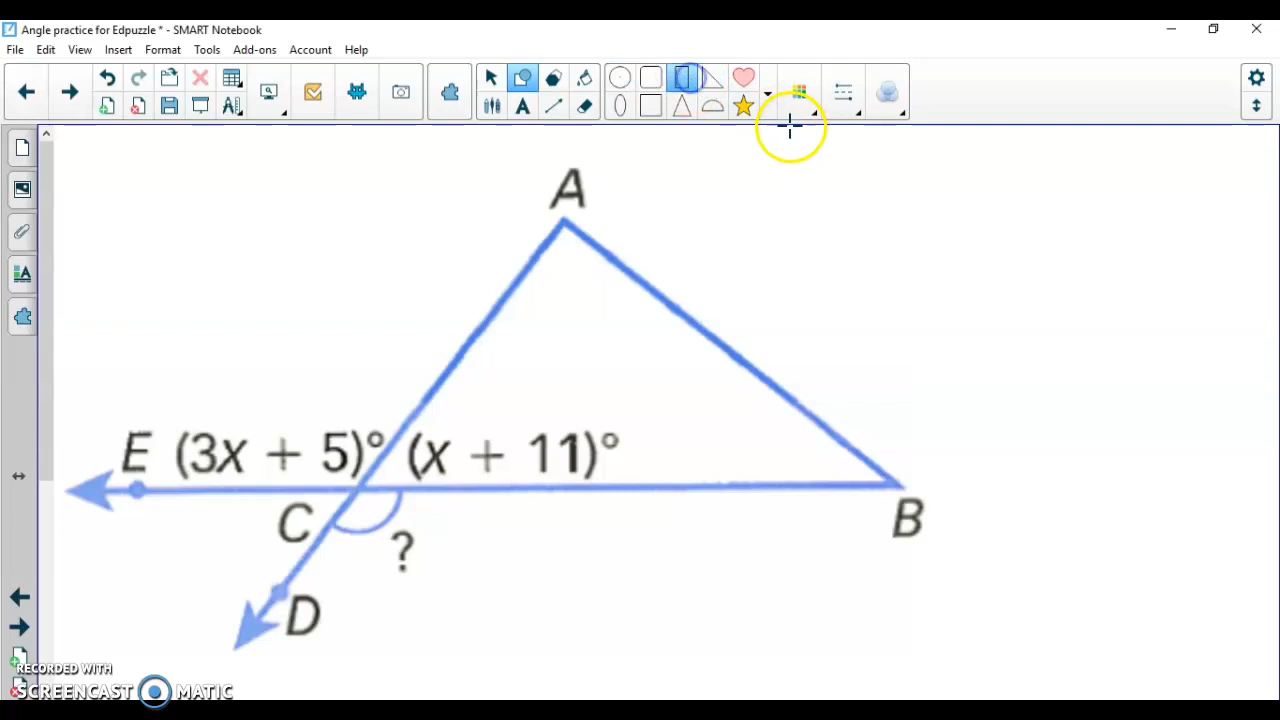 Angle practice for Edpuzzle * - SMART Notebook
File Edit View Insert Format Tools Add-ons Account Help
A
E (3x + 5)° (x + 11)°
C
B
?
D
RECORDED WITH
SCREENCAST MATIC